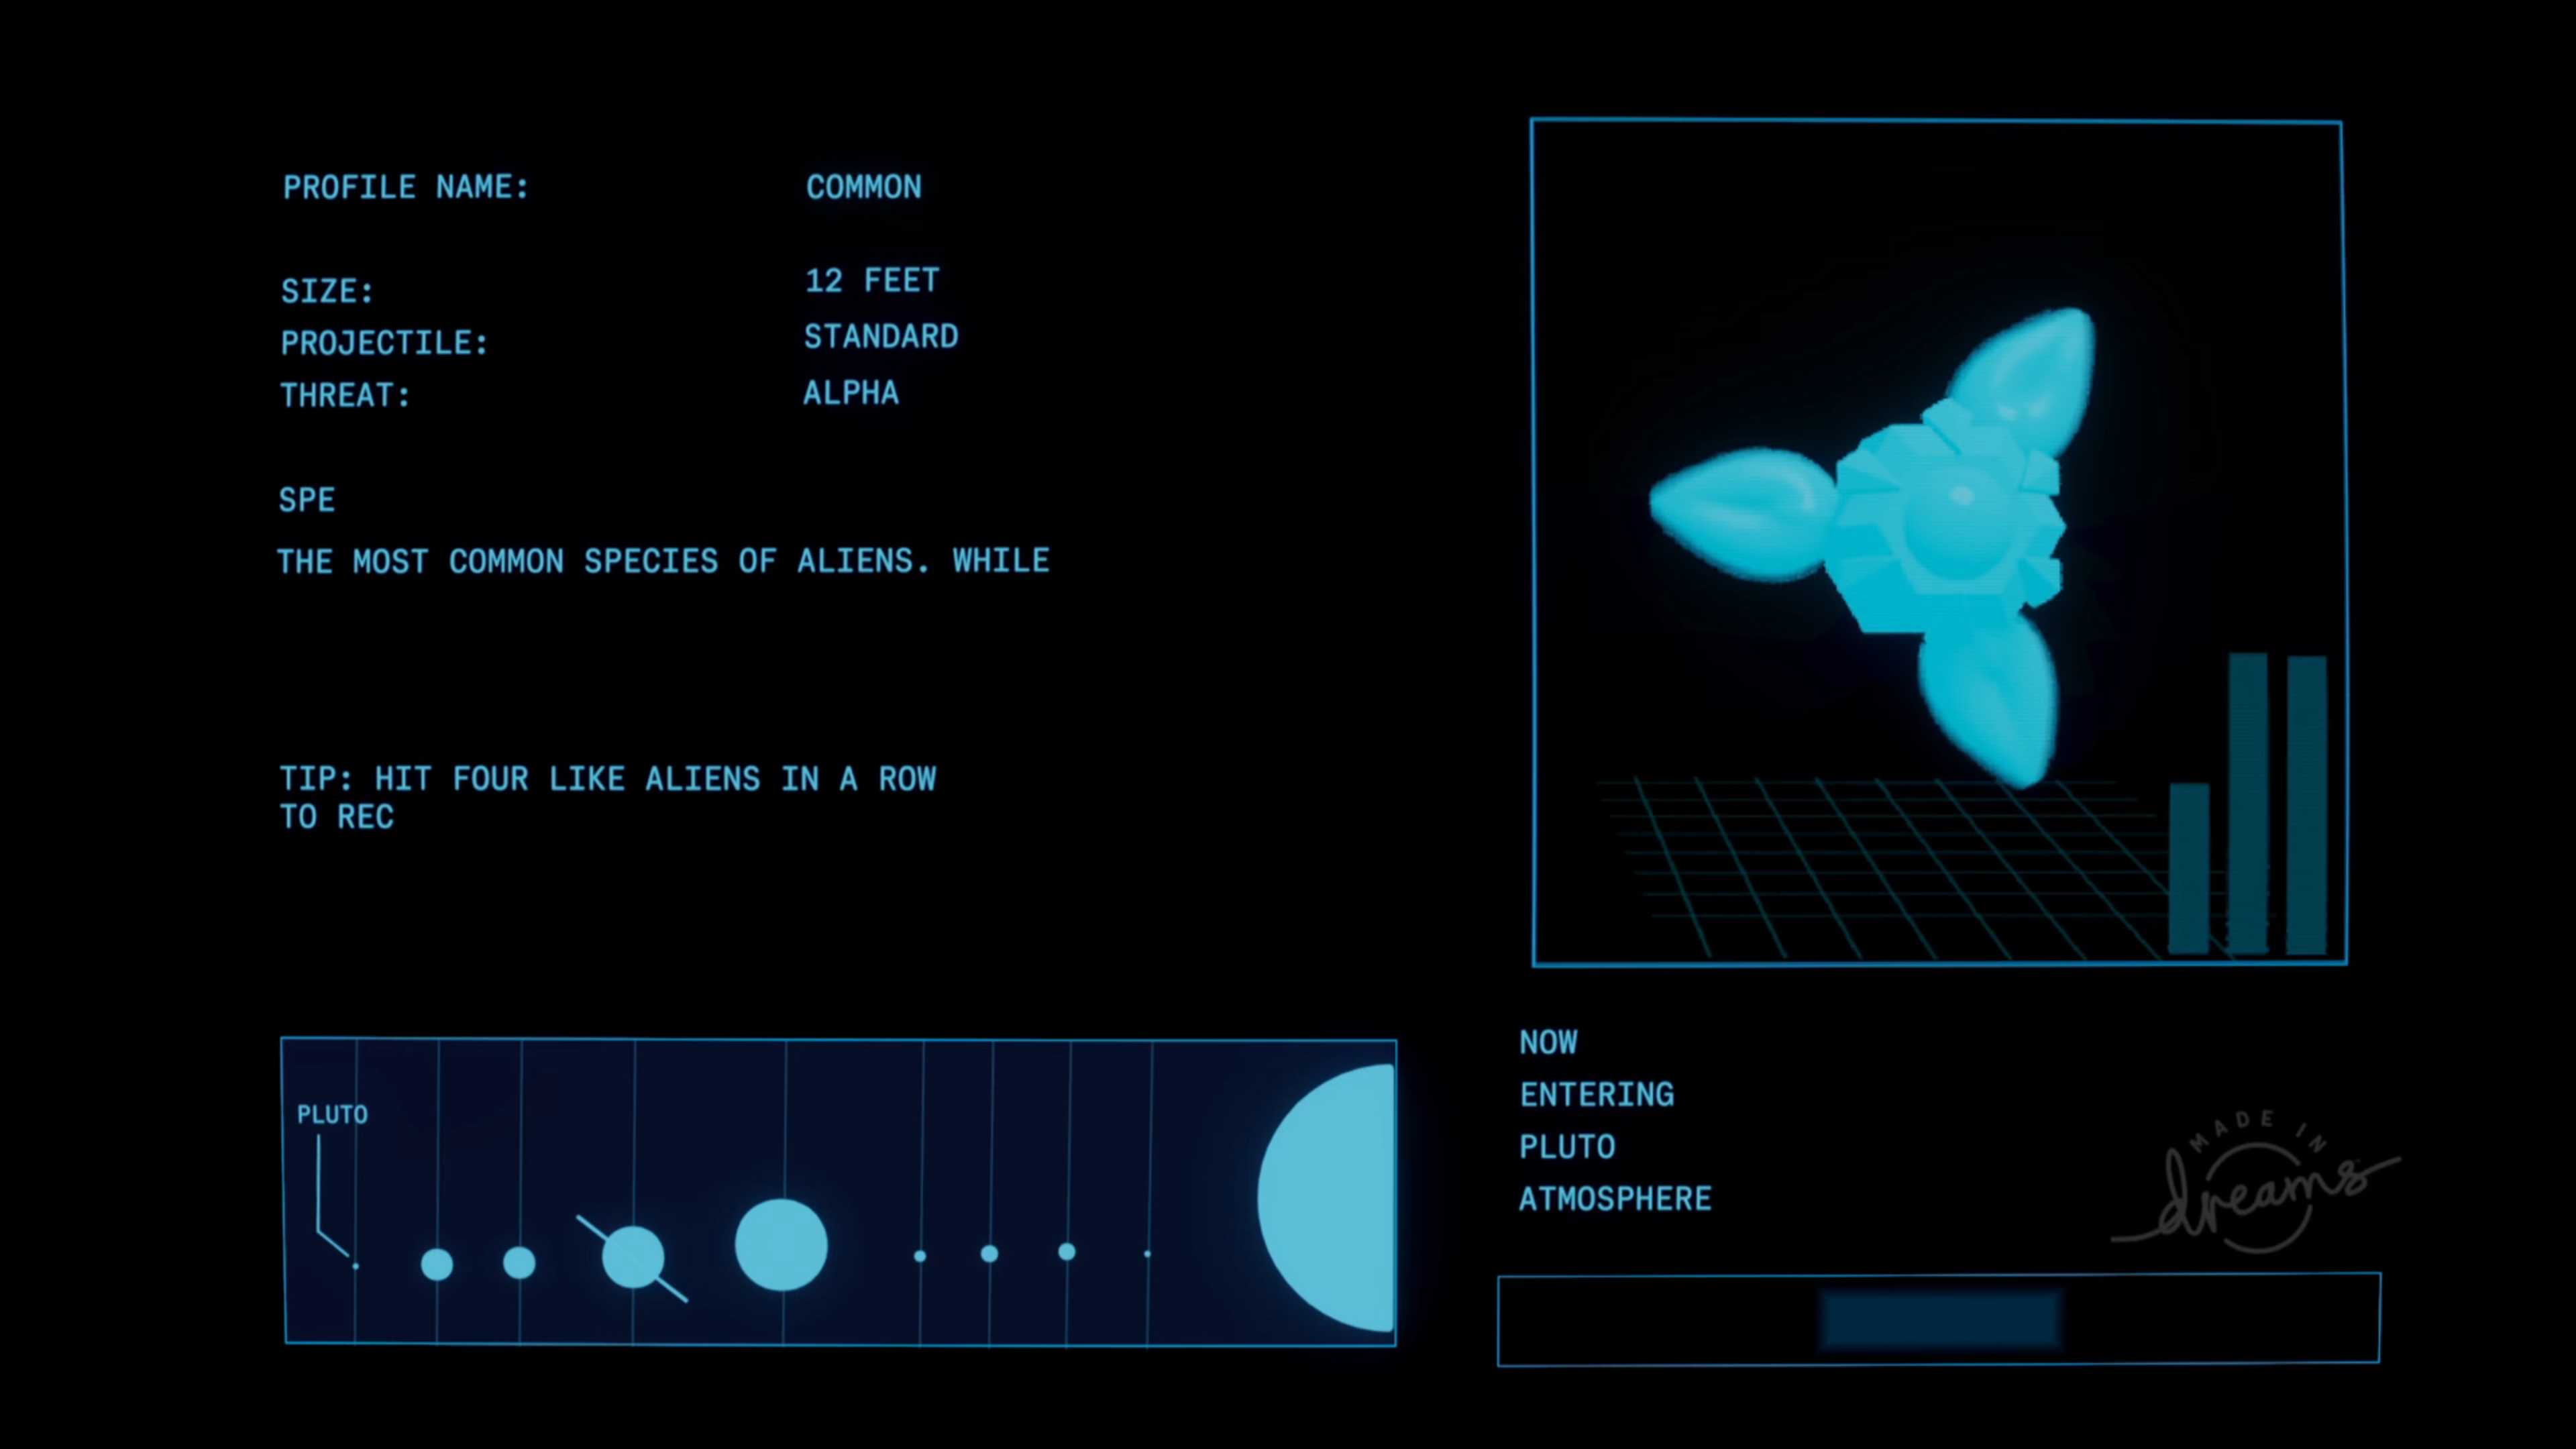 PROFILE NAME: COMMON
SIZE: 12 FEET
PROJECTILE: STANDARD
THREAT: ALPHA
SPE
THE MOST COMMON SPECIES OF ALIENS. WHILE
TIP: HIT FOUR LIKE ALIENS IN A ROW
TO REC
PLUTO
NOW
ENTERING
PLUTO
ATMOSPHERE
MADE IN
dreams